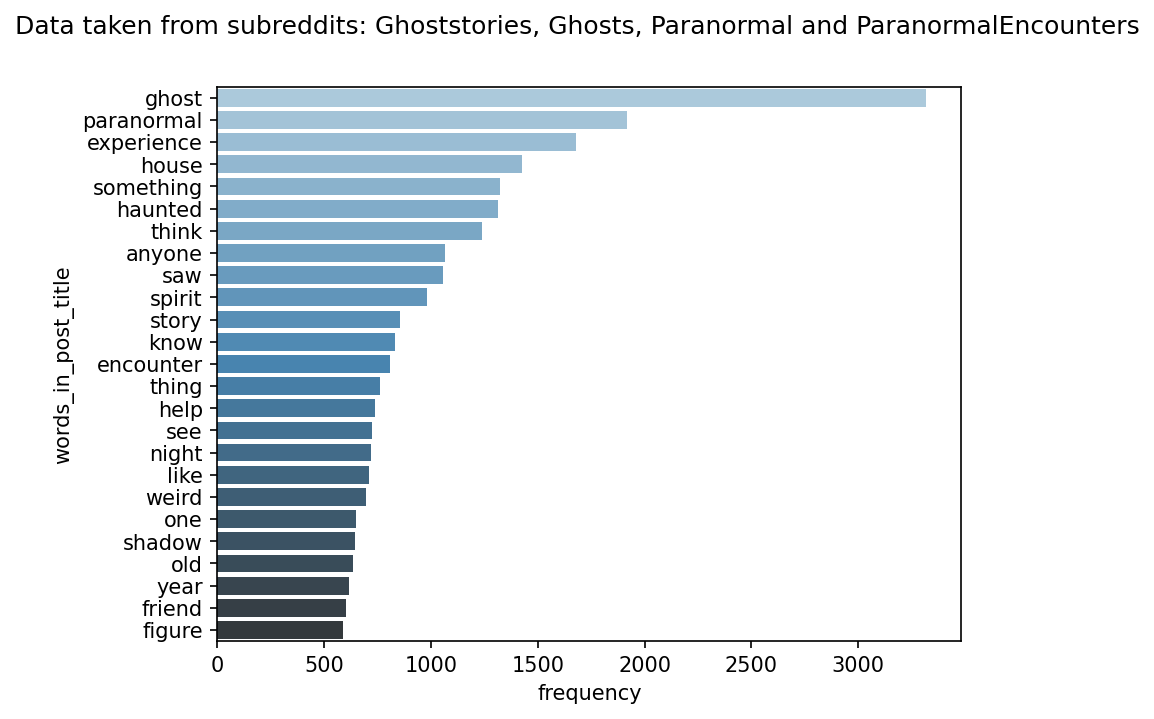 Data taken from subreddits: Ghoststories, Ghosts, Paranormal and ParanormalEncounters
words_in_post_title
ghost
paranormal
experience
house
something
haunted
think
anyone
saw
spirit
story
know
encounter
thing
help
see
night
like
weird
one
shadow
old
year
friend
figure
0 500 1000 1500 2000 2500 3000
frequency